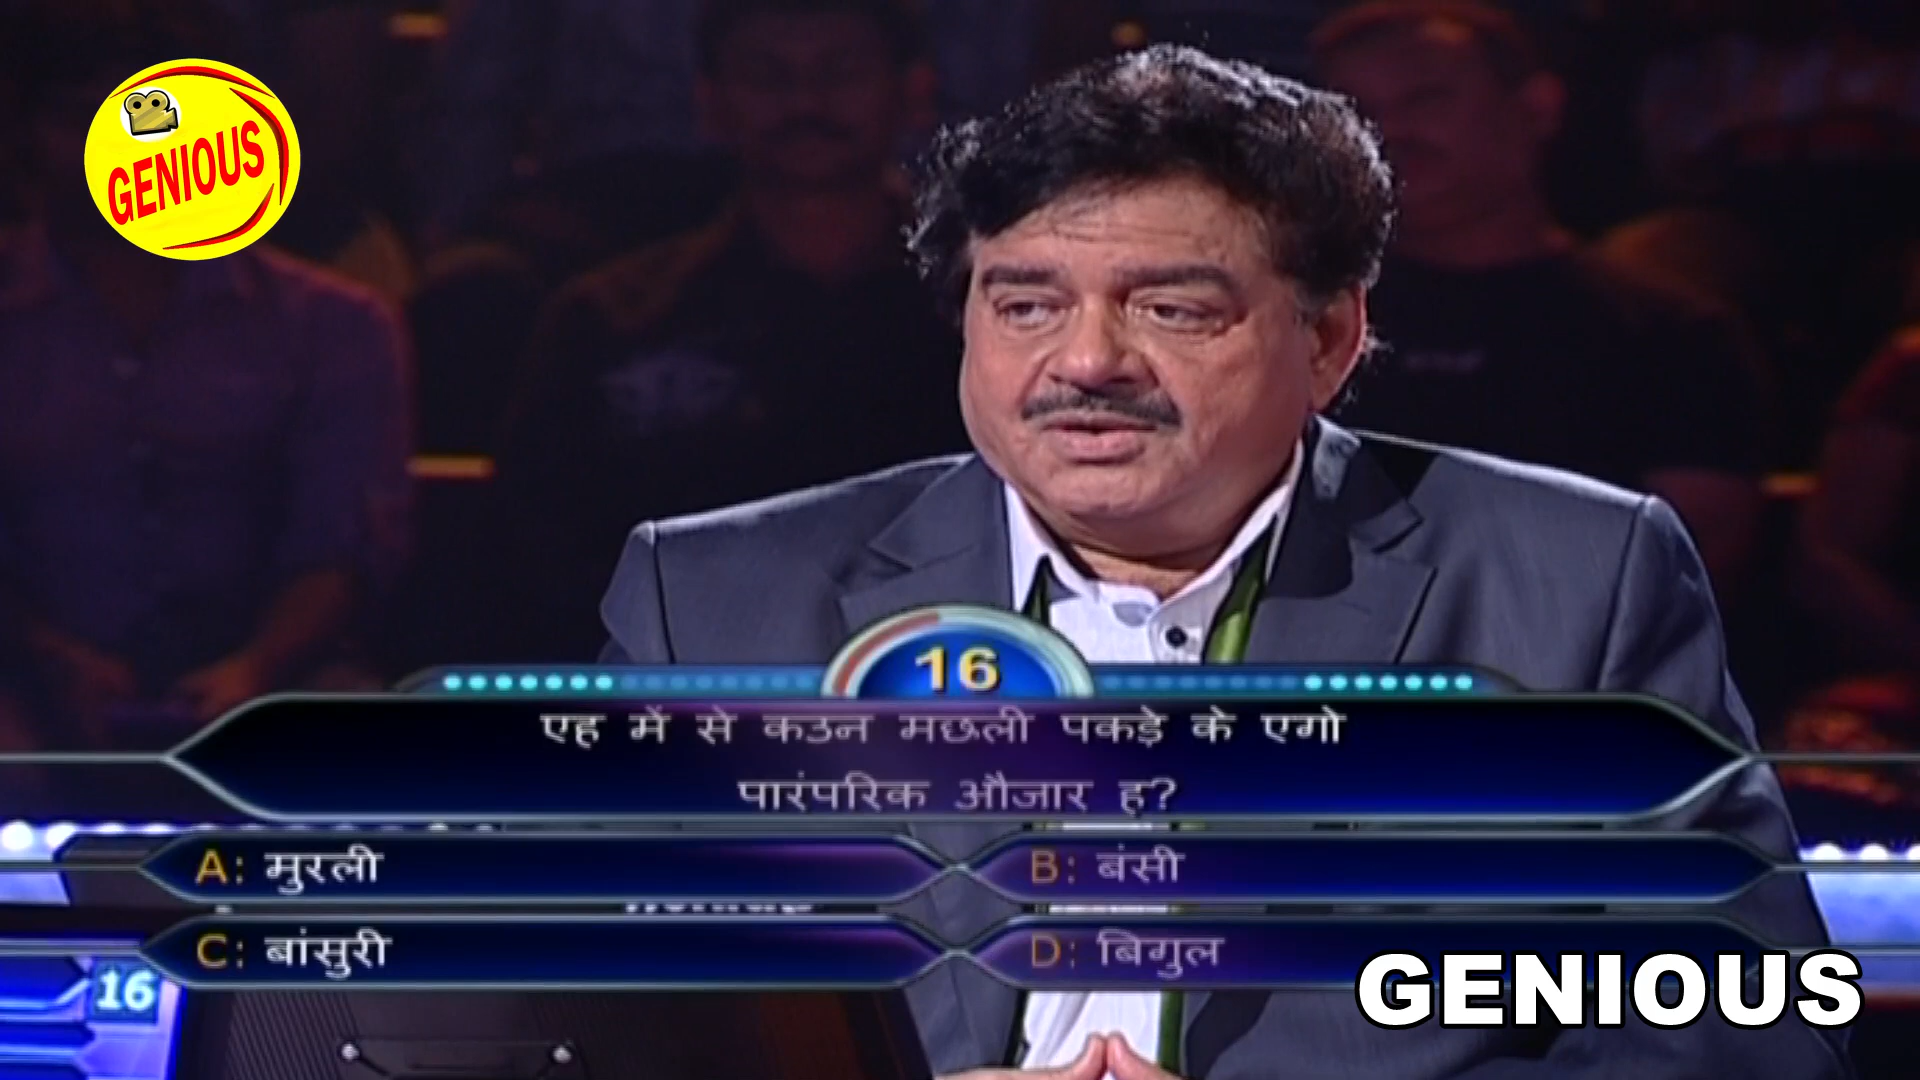 GENIOUS
16
एह में से कउन मछली पकड़े के एगो
पारंपरिक औजार ह?
A: मुरली
B: बंसी
C: बांसुरी
D: बिगुल
16
GENIOUS